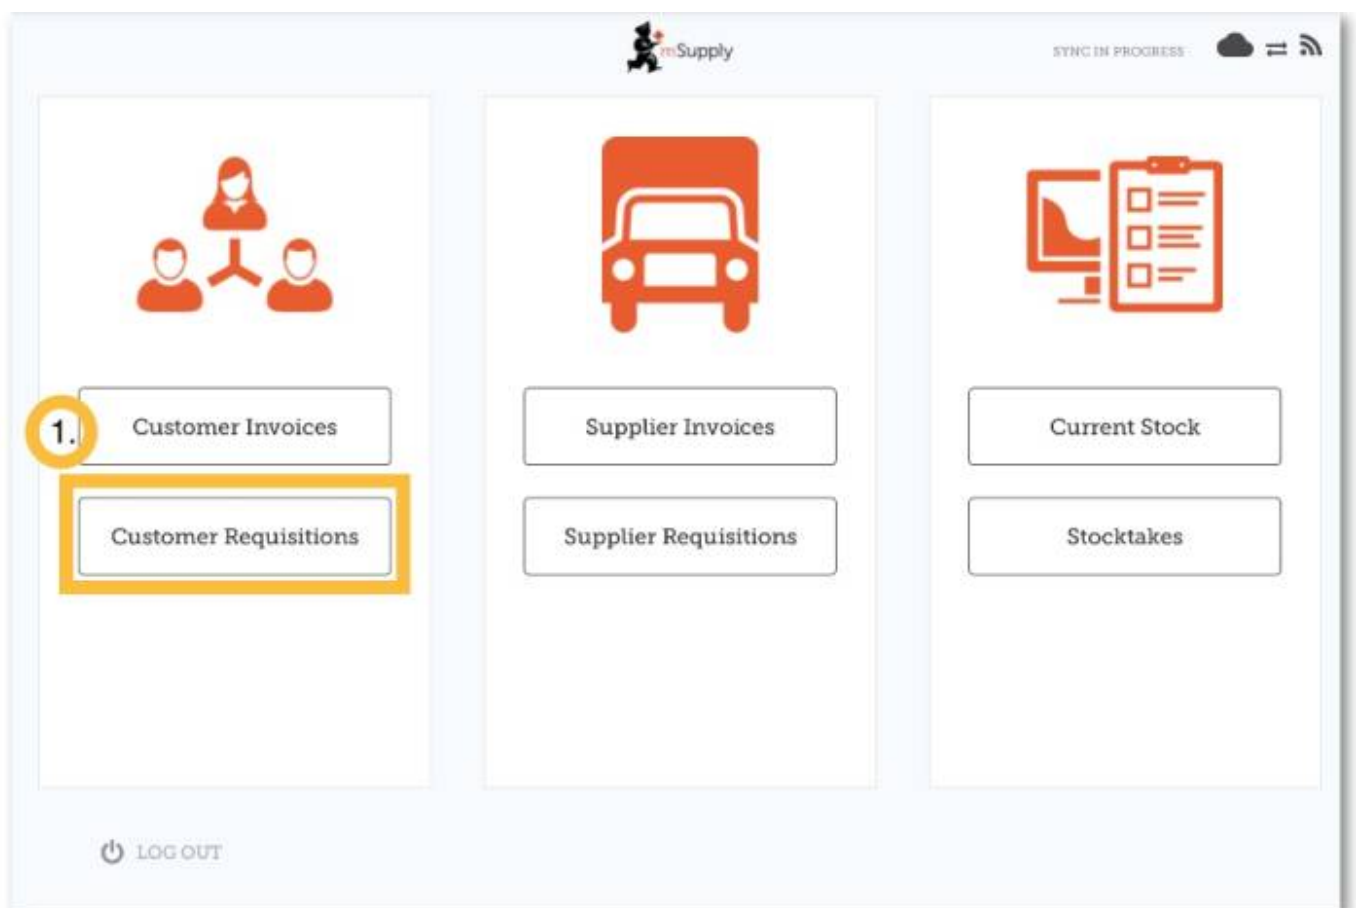 mSupply
SYNC IN PROGRESS
1.
Customer Invoices
Customer Requisitions
Supplier Invoices
Supplier Requisitions
Current Stock
Stocktakes
LOG OUT